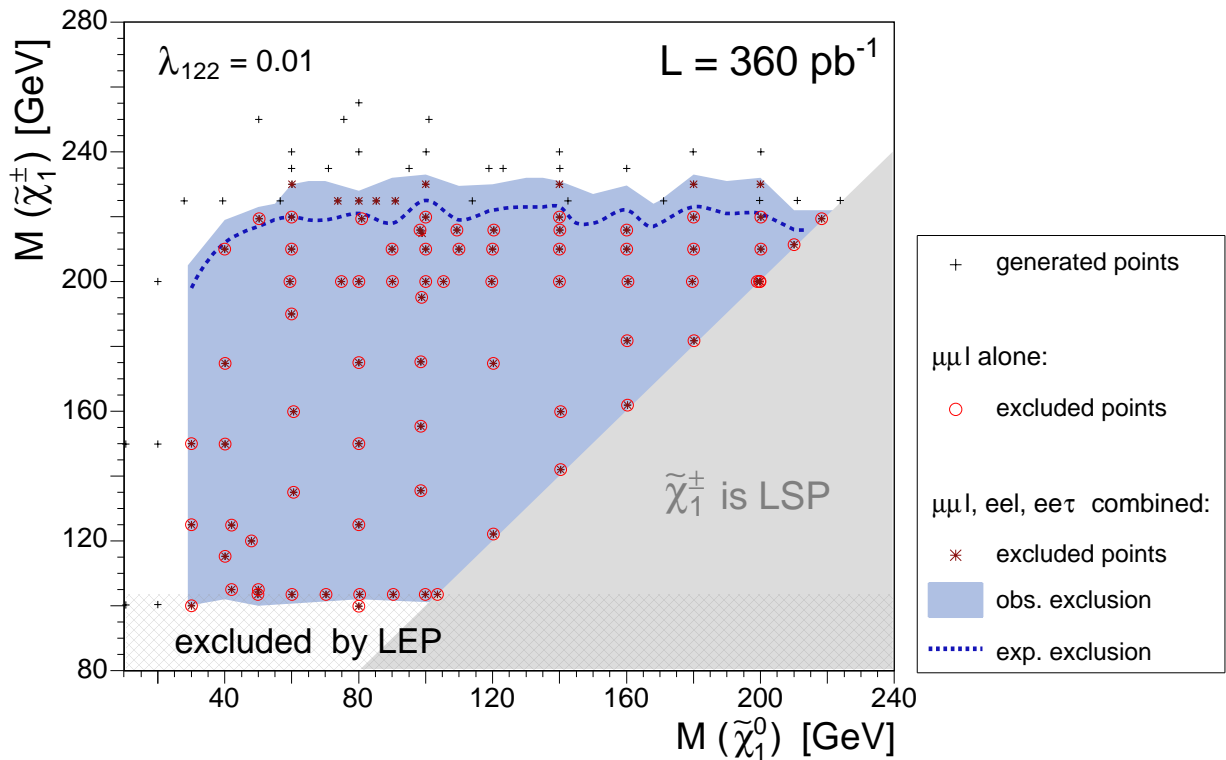 λ₁₂₂ = 0.01
L = 360 pb⁻¹
M (χ̃₁±) [GeV]
280
240
200
160
120
80
χ̃₁± is LSP
excluded by LEP
40
80
120
160
200
240
M (χ̃₁⁰) [GeV]
generated points
μμl alone:
excluded points
μμl, eel, eeτ combined:
excluded points
obs. exclusion
exp. exclusion